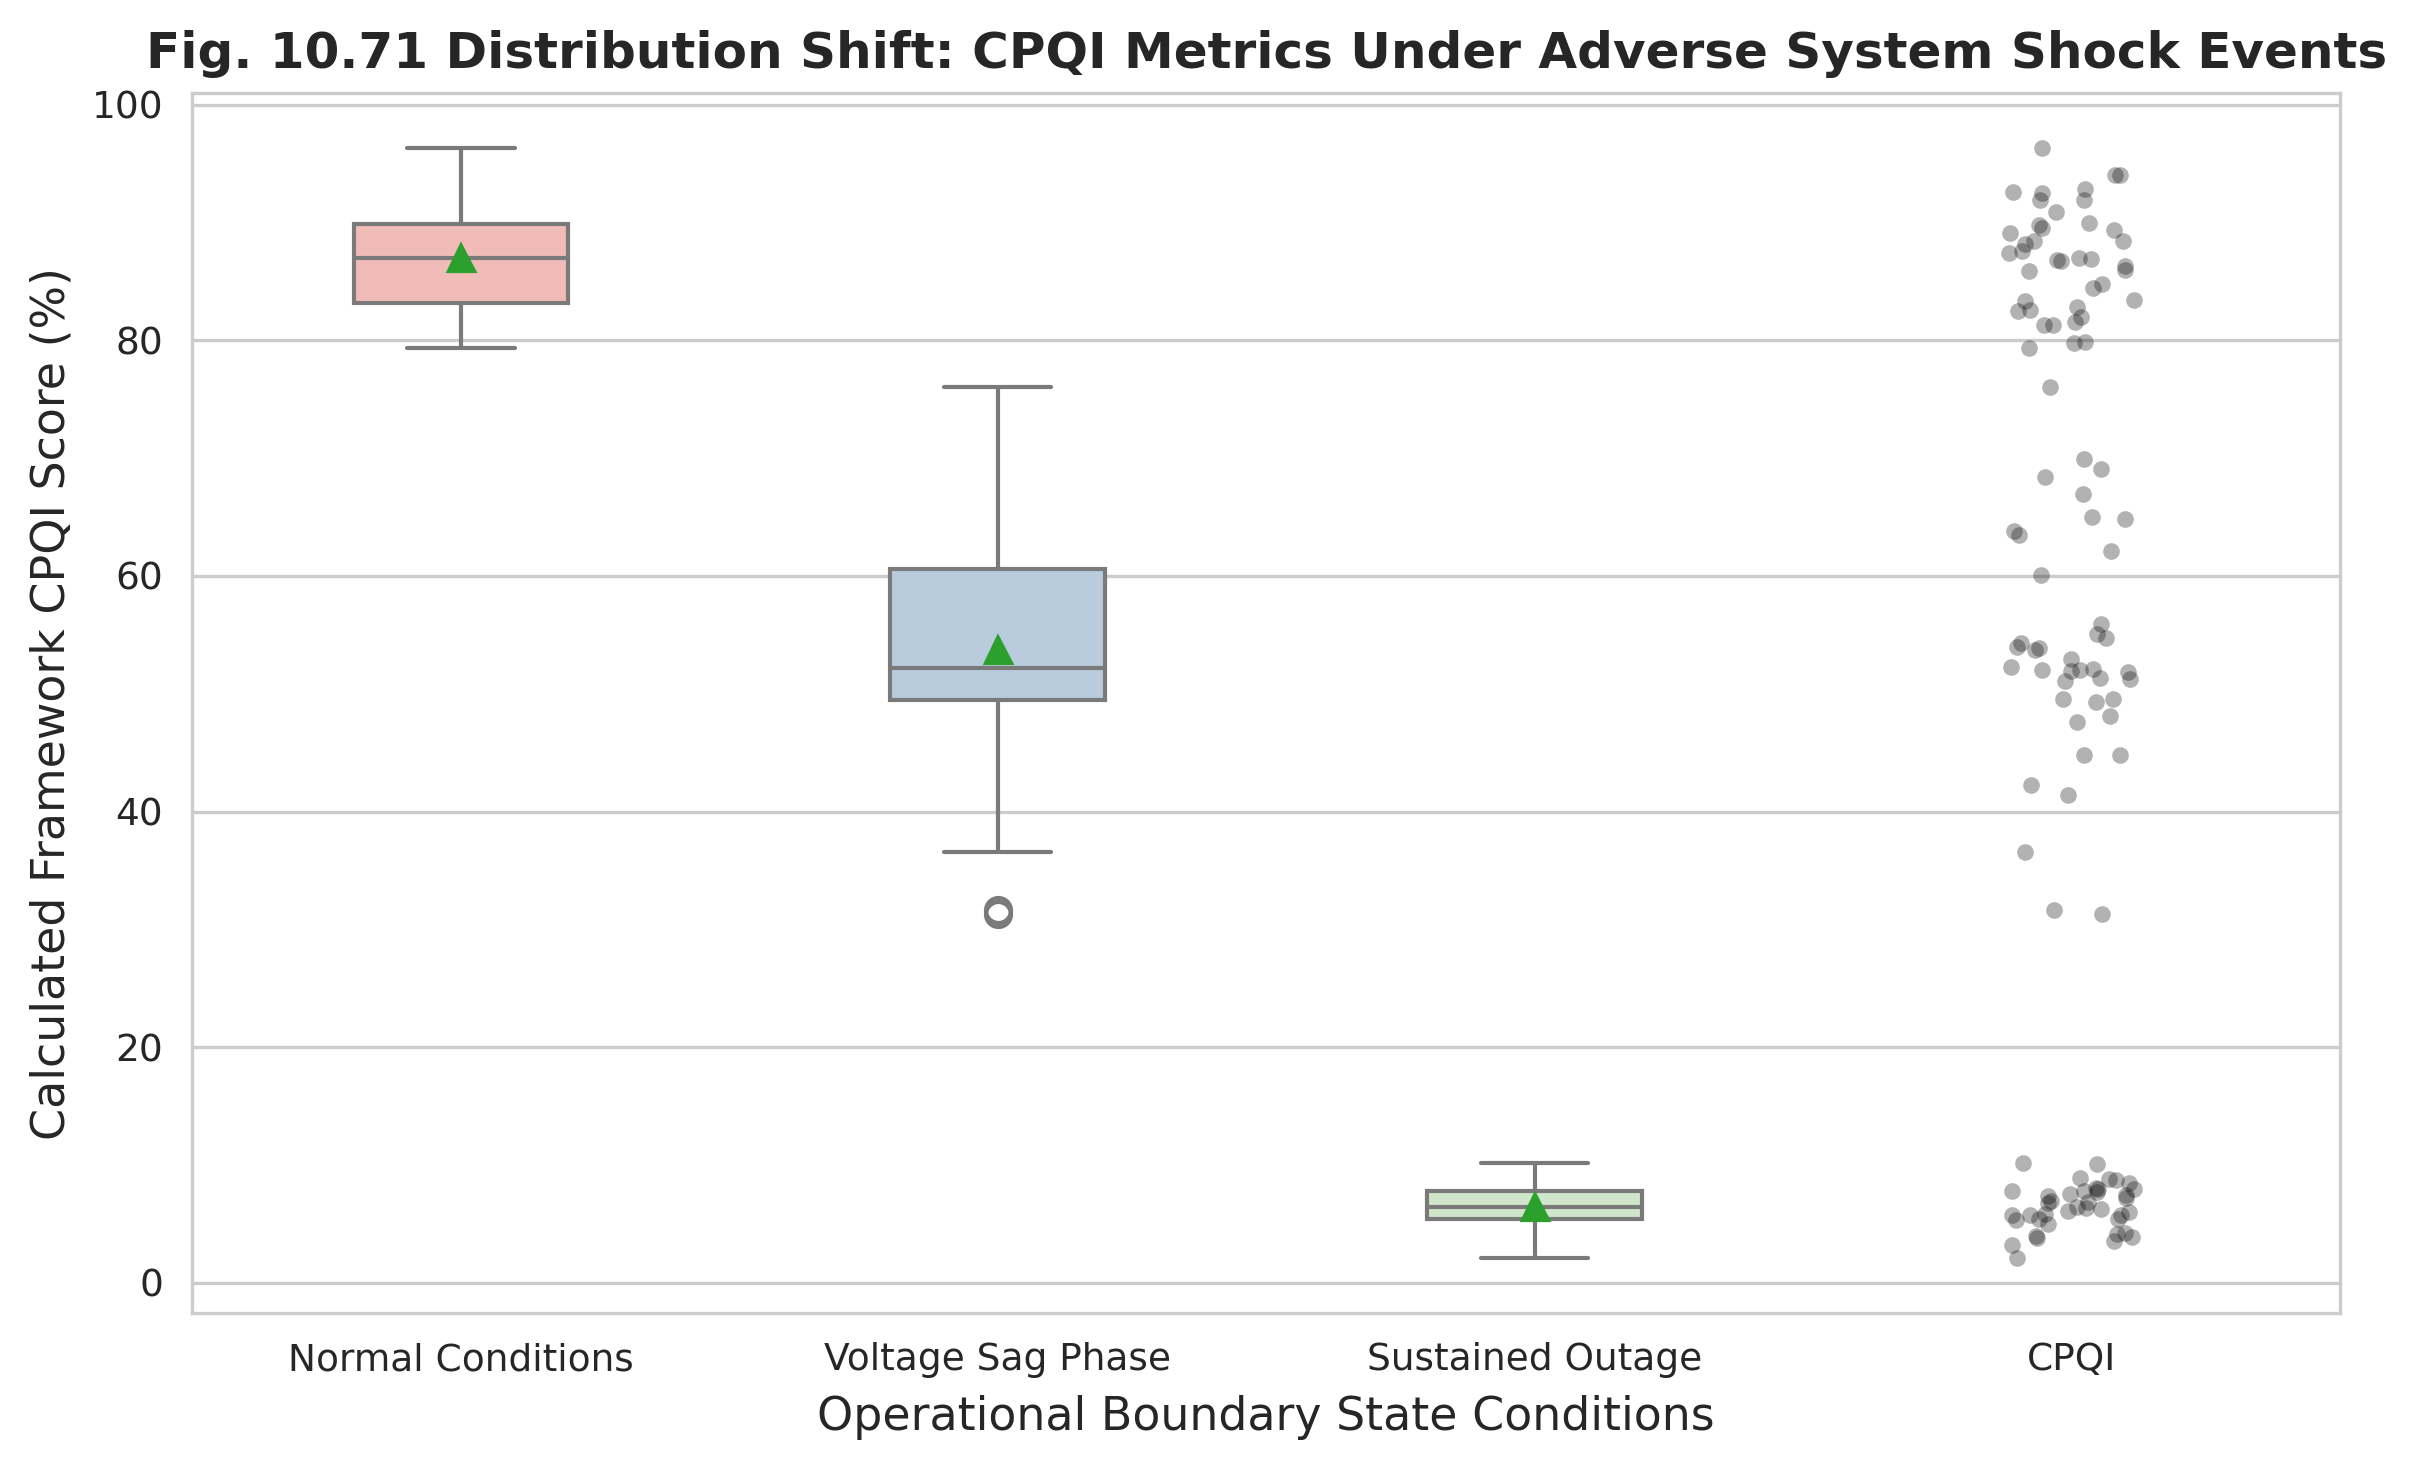 Fig. 10.71 Distribution Shift: CPQI Metrics Under Adverse System Shock Events
Calculated Framework CPQI Score (%)
100
80
60
40
20
0
Normal Conditions
Voltage Sag Phase
Sustained Outage
CPQI
Operational Boundary State Conditions